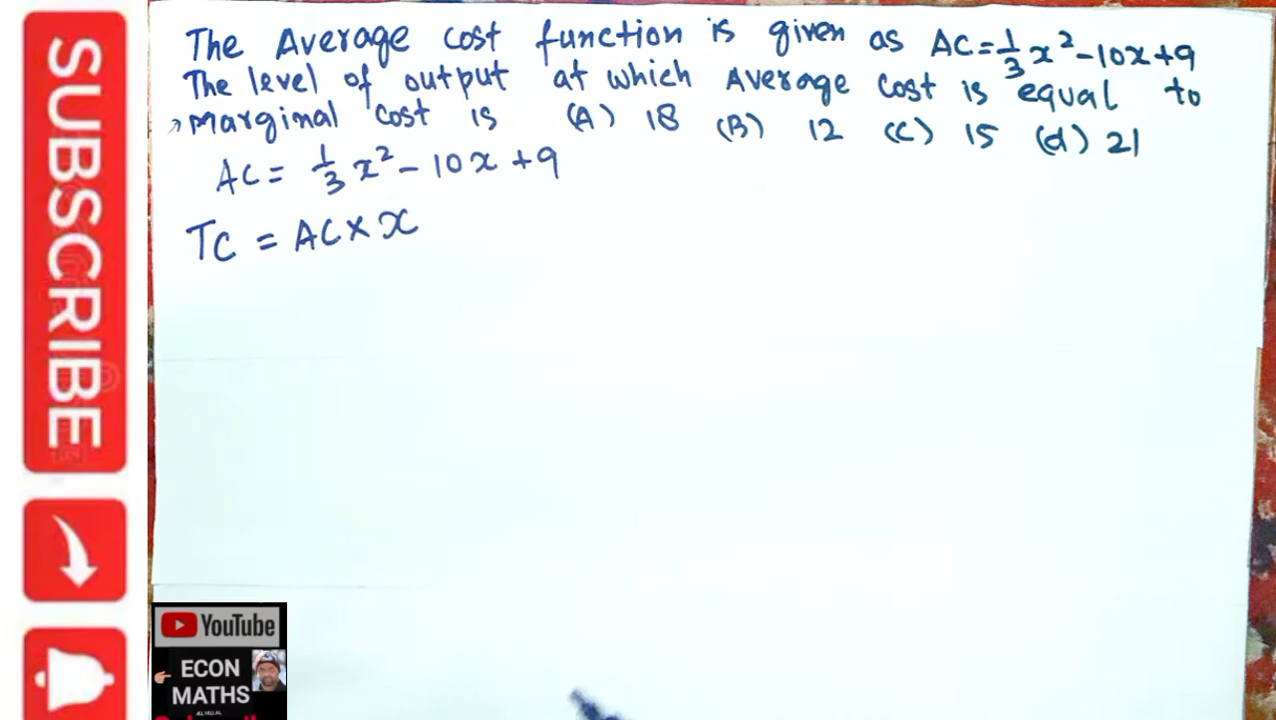 The Average cost function is given as AC=1/3x²-10x+9
The level of output at which Average Cost is equal to
marginal cost is (A) 18 (B) 12 (C) 15 (d) 21
AC= 1/3 x² - 10x +9
TC = AC×x
SUBSCRIBE
YouTube
ECON
MATHS